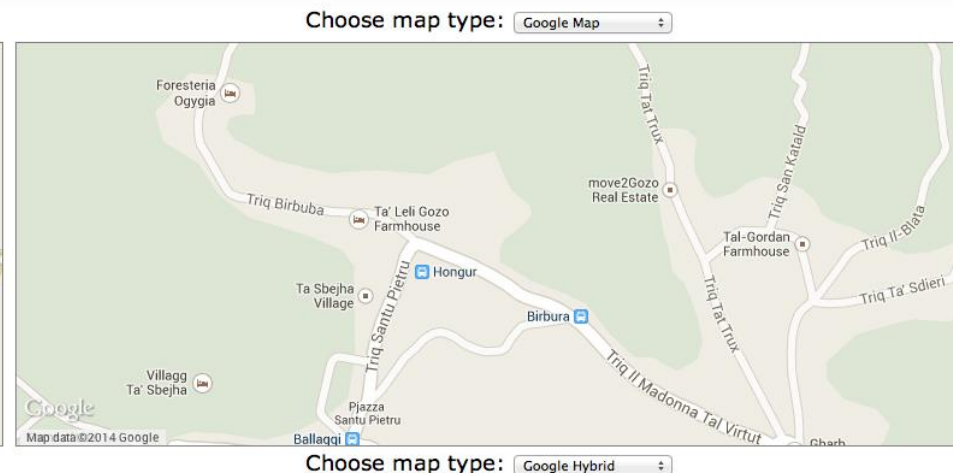 Choose map type: Google Map
Foresteria
Ogygia
Triq Tat Trux
Triq San Katald
move2Gozo
Real Estate
Triq Birbuba
Ta' Leli Gozo
Farmhouse
Tal-Gordan
Farmhouse
Triq Il-Blata
Hongur
Triq Santu Pietru
Ta Sbejha
Village
Triq Ta' Sdieri
Triq Tat Trux
Birbura
Triq Il Madonna Tal Virtut
Villagg
Ta' Sbejha
Pjazza
Santu Pietru
Google
Map data ©2014 Google
Ballaqqi
Gharb
Choose map type: Google Hybrid